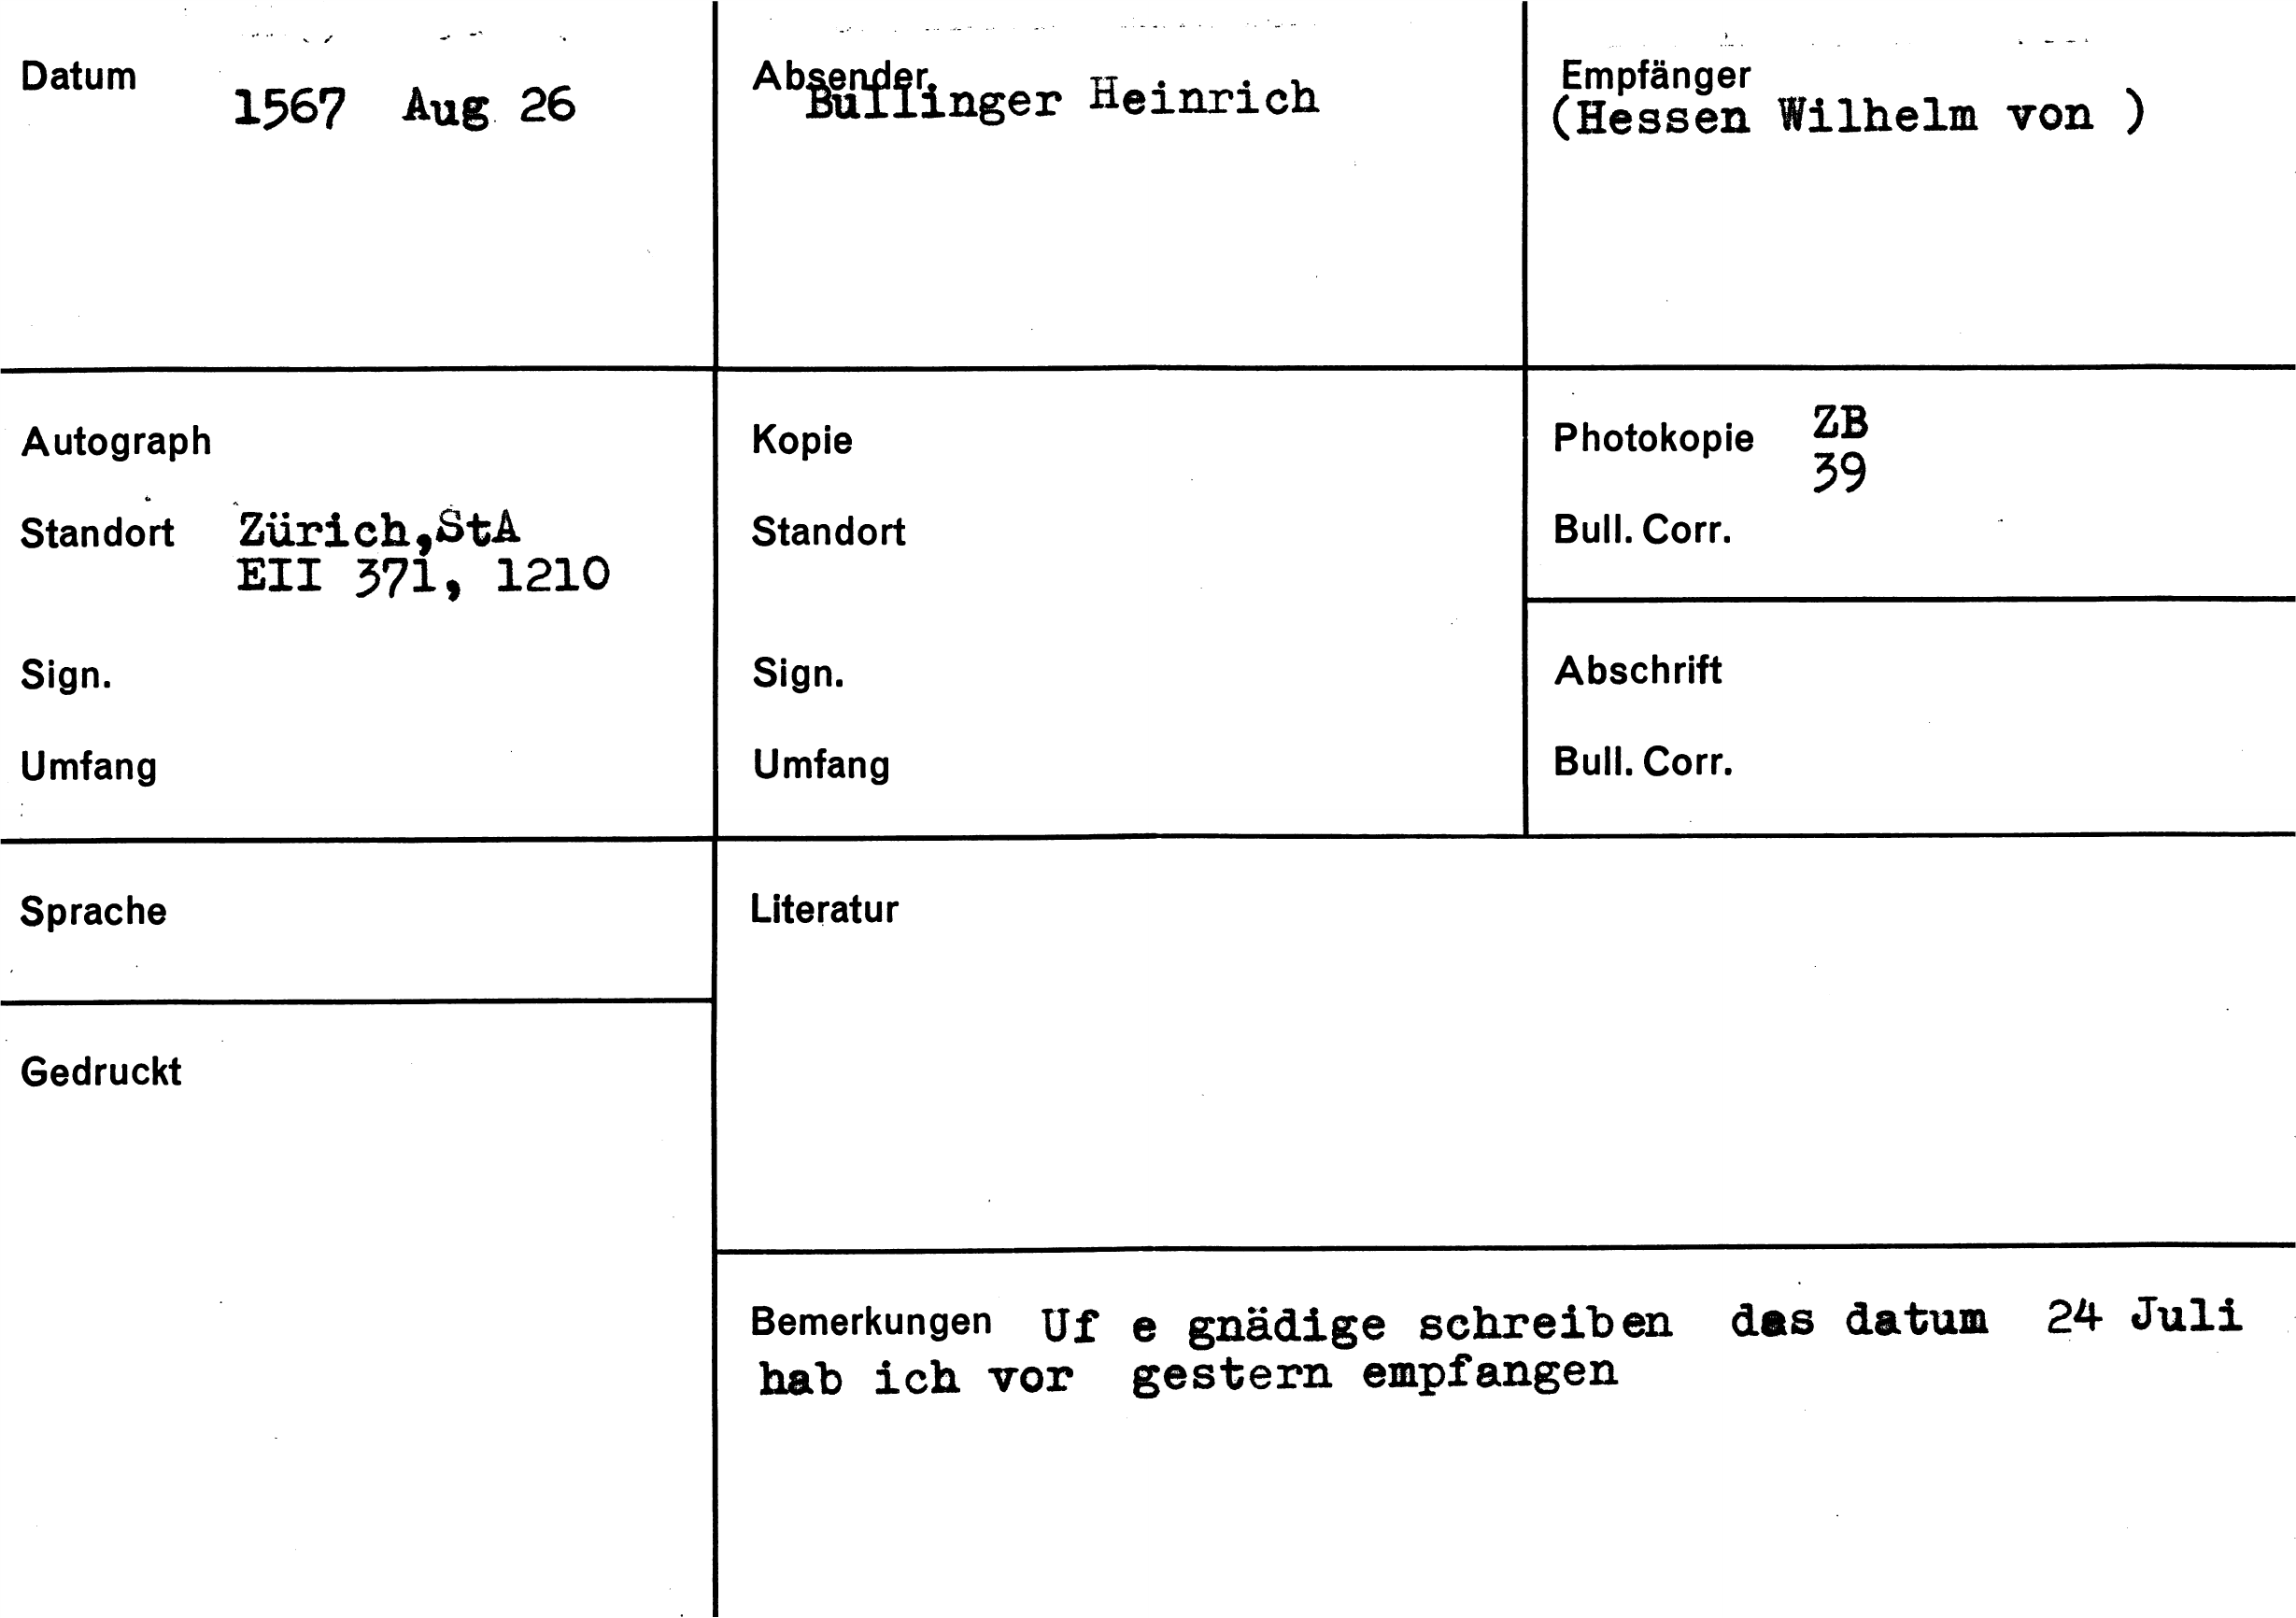 Datum
1567 Aug 26
Absender
Bullinger Heinrich
Empfänger
(Hessen Wilhelm von )
Autograph
Standort Zürich,StA
EII 371, 1210
Sign.
Umfang
Kopie
Standort
Sign.
Umfang
Photokopie ZB
39
Bull. Corr.
Abschrift
Bull. Corr.
Sprache
Gedruckt
Literatur
Bemerkungen Uf e gnädige schreiben des datum 24 Juli
hab ich vor gestern empfangen